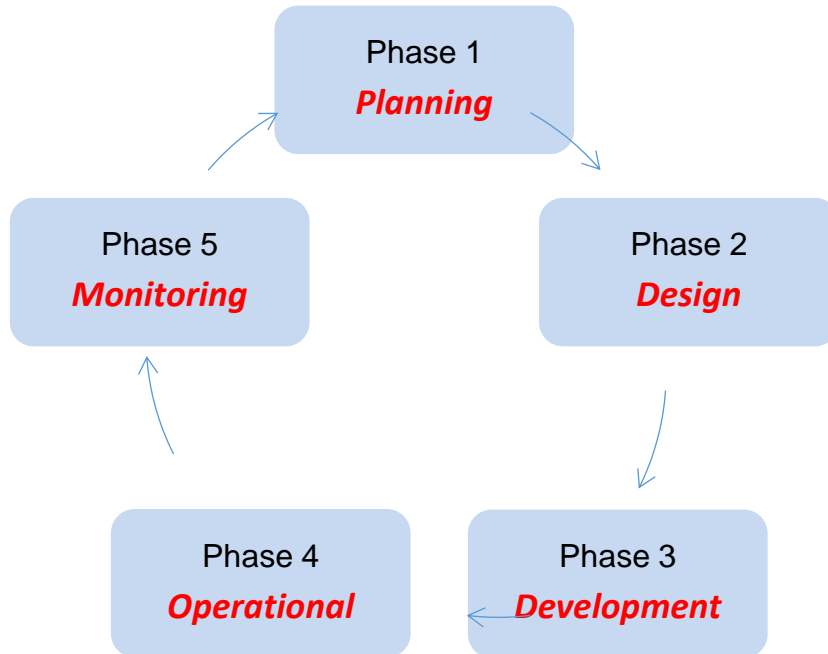 Phase 1
Planning
Phase 2
Design
Phase 3
Development
Phase 4
Operational
Phase 5
Monitoring